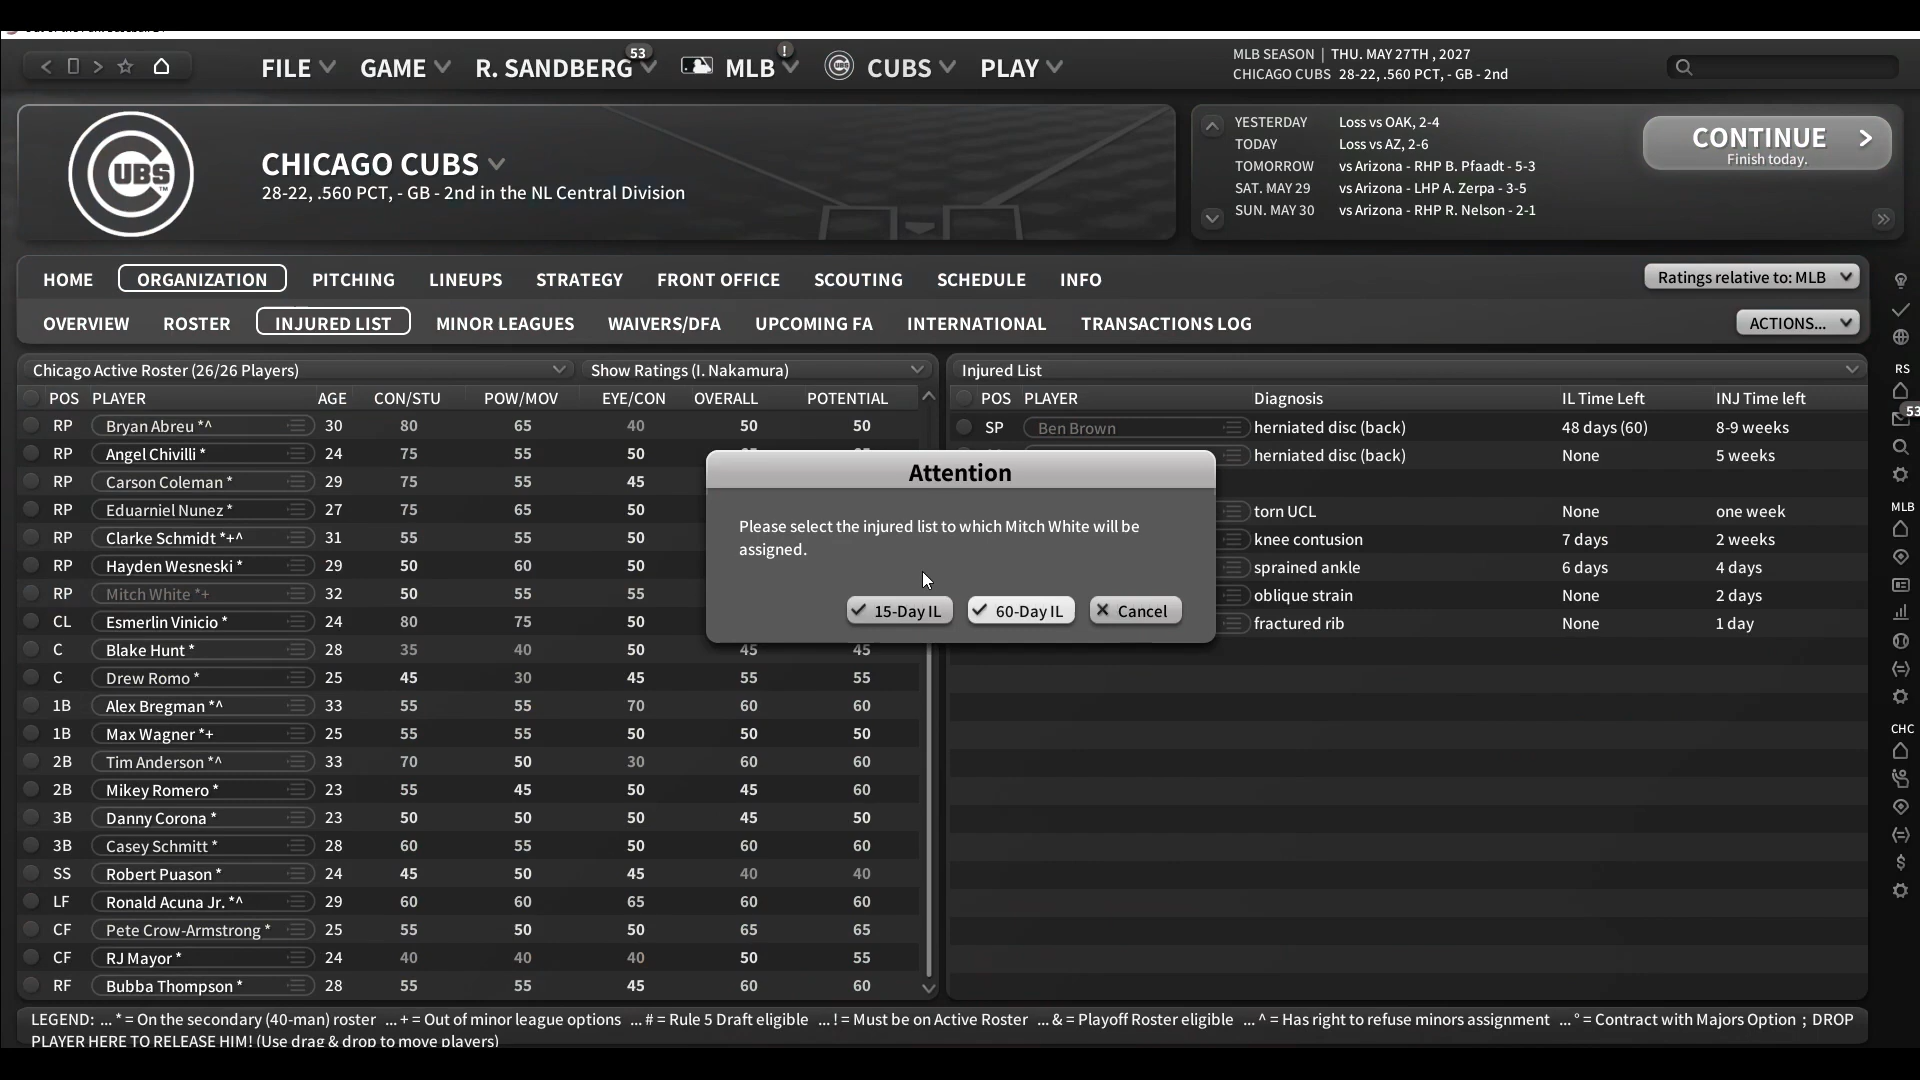 53
!
FILE GAME R. SANDBERG MLB CUBS PLAY
MLB SEASON | THU. MAY 27TH , 2027
CHICAGO CUBS 28-22, .560 PCT, - GB - 2nd
UBS
CHICAGO CUBS
28-22, .560 PCT, - GB - 2nd in the NL Central Division
YESTERDAY Loss vs OAK, 2-4
TODAY Loss vs AZ, 2-6
TOMORROW vs Arizona - RHP B. Pfaadt - 5-3
SAT. MAY 29 vs Arizona - LHP A. Zerpa - 3-5
SUN. MAY 30 vs Arizona - RHP R. Nelson - 2-1
CONTINUE
Finish today.
HOME ORGANIZATION PITCHING LINEUPS STRATEGY FRONT OFFICE SCOUTING SCHEDULE INFO
Ratings relative to: MLB
OVERVIEW ROSTER INJURED LIST MINOR LEAGUES WAIVERS/DFA UPCOMING FA INTERNATIONAL TRANSACTIONS LOG
ACTIONS...
Chicago Active Roster (26/26 Players) Show Ratings (I. Nakamura)
POS PLAYER AGE CON/STU POW/MOV EYE/CON OVERALL POTENTIAL
RP Bryan Abreu *^ 30 80 65 40 50 50
RP Angel Chivilli * 24 75 55 50
RP Carson Coleman * 29 75 55 45
RP Eduarniel Nunez * 27 75 65 50
RP Clarke Schmidt *+^ 31 55 55 50
RP Hayden Wesneski * 29 50 60 50
RP Mitch White *+ 32 50 55 55
CL Esmerlin Vinicio * 24 80 75 50
C Blake Hunt * 28 35 40 50 45 45
C Drew Romo * 25 45 30 45 55 55
1B Alex Bregman *^ 33 55 55 70 60 60
1B Max Wagner *+ 25 55 55 50 50 50
2B Tim Anderson *^ 33 70 50 30 60 60
2B Mikey Romero * 23 55 45 50 45 60
3B Danny Corona * 23 50 50 50 45 50
3B Casey Schmitt * 28 60 55 50 60 60
SS Robert Puason * 24 45 50 45 40 40
LF Ronald Acuna Jr. *^ 29 60 60 65 60 60
CF Pete Crow-Armstrong * 25 55 50 50 65 65
CF RJ Mayor * 24 40 40 40 50 55
RF Bubba Thompson * 28 55 55 45 60 60
Injured List
POS PLAYER Diagnosis IL Time Left INJ Time left
SP Ben Brown herniated disc (back) 48 days (60) 8-9 weeks
herniated disc (back) None 5 weeks
torn UCL None one week
knee contusion 7 days 2 weeks
sprained ankle 6 days 4 days
oblique strain None 2 days
fractured rib None 1 day
Attention
Please select the injured list to which Mitch White will be
assigned.
15-Day IL 60-Day IL Cancel
RS
53
MLB
CHC
LEGEND: ... * = On the secondary (40-man) roster ... + = Out of minor league options ... # = Rule 5 Draft eligible ... ! = Must be on Active Roster ... & = Playoff Roster eligible ... ^ = Has right to refuse minors assignment ... ° = Contract with Majors Option ; DROP
PLAYER HERE TO RELEASE HIM! (Use drag & drop to move players)